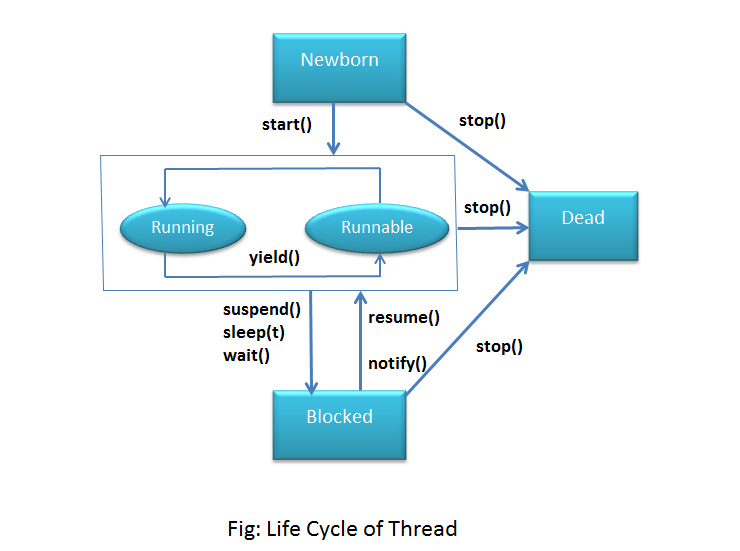 Newborn
start()
stop()
Running
Runnable
yield()
stop()
Dead
suspend()
sleep(t)
wait()
resume()
notify()
stop()
Blocked
Fig: Life Cycle of Thread